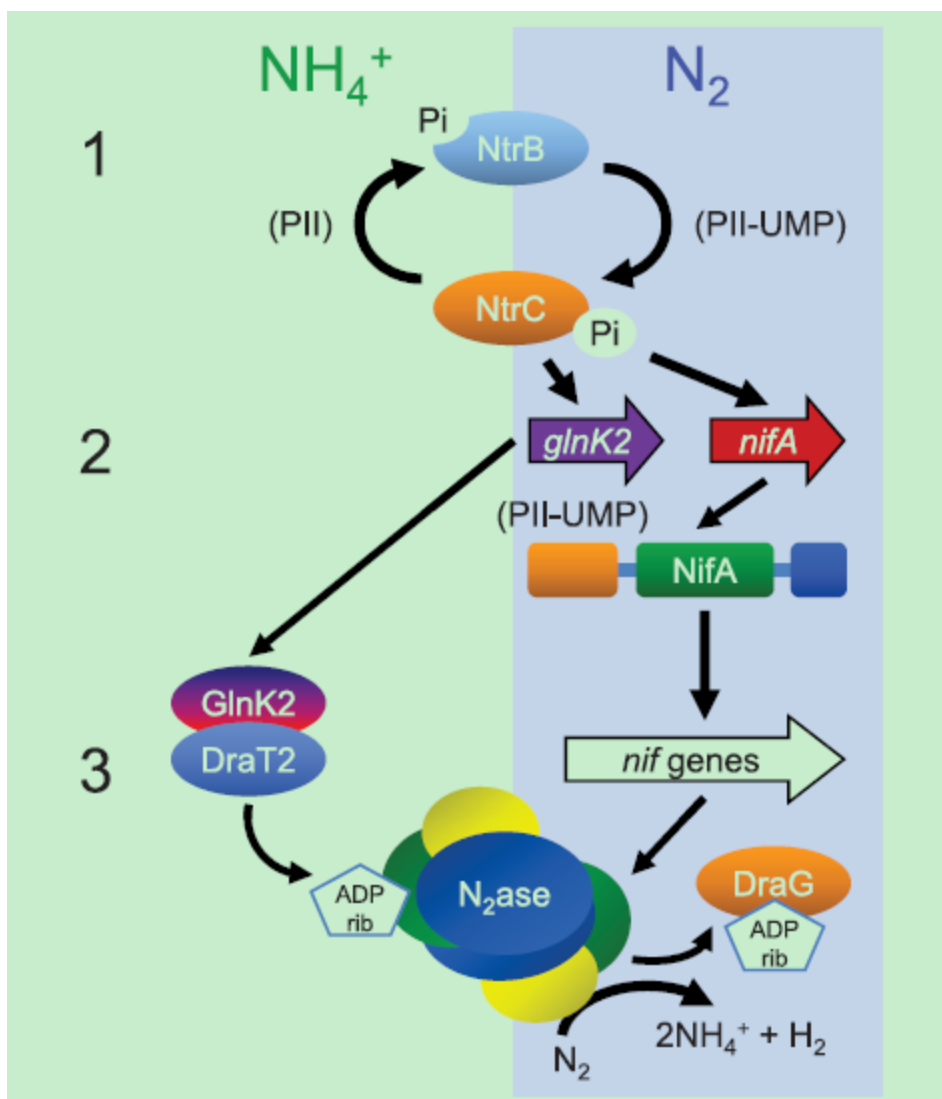 NH₄⁺
N₂
1
Pi
NtrB
(PII)
(PII-UMP)
NtrC
Pi
2
glnK2
nifA
(PII-UMP)
NifA
GlnK2
DraT2
3
nif genes
N₂ase
DraG
ADP
rib
ADP
rib
N₂
2NH₄⁺ + H₂